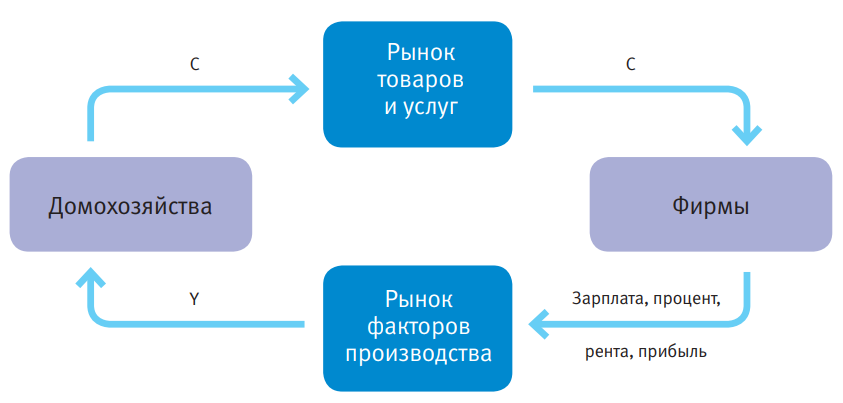 C
Рынок
товаров
и услуг
C
Домохозяйства
Фирмы
Y
Рынок
факторов
производства
Зарплата, процент,
рента, прибыль